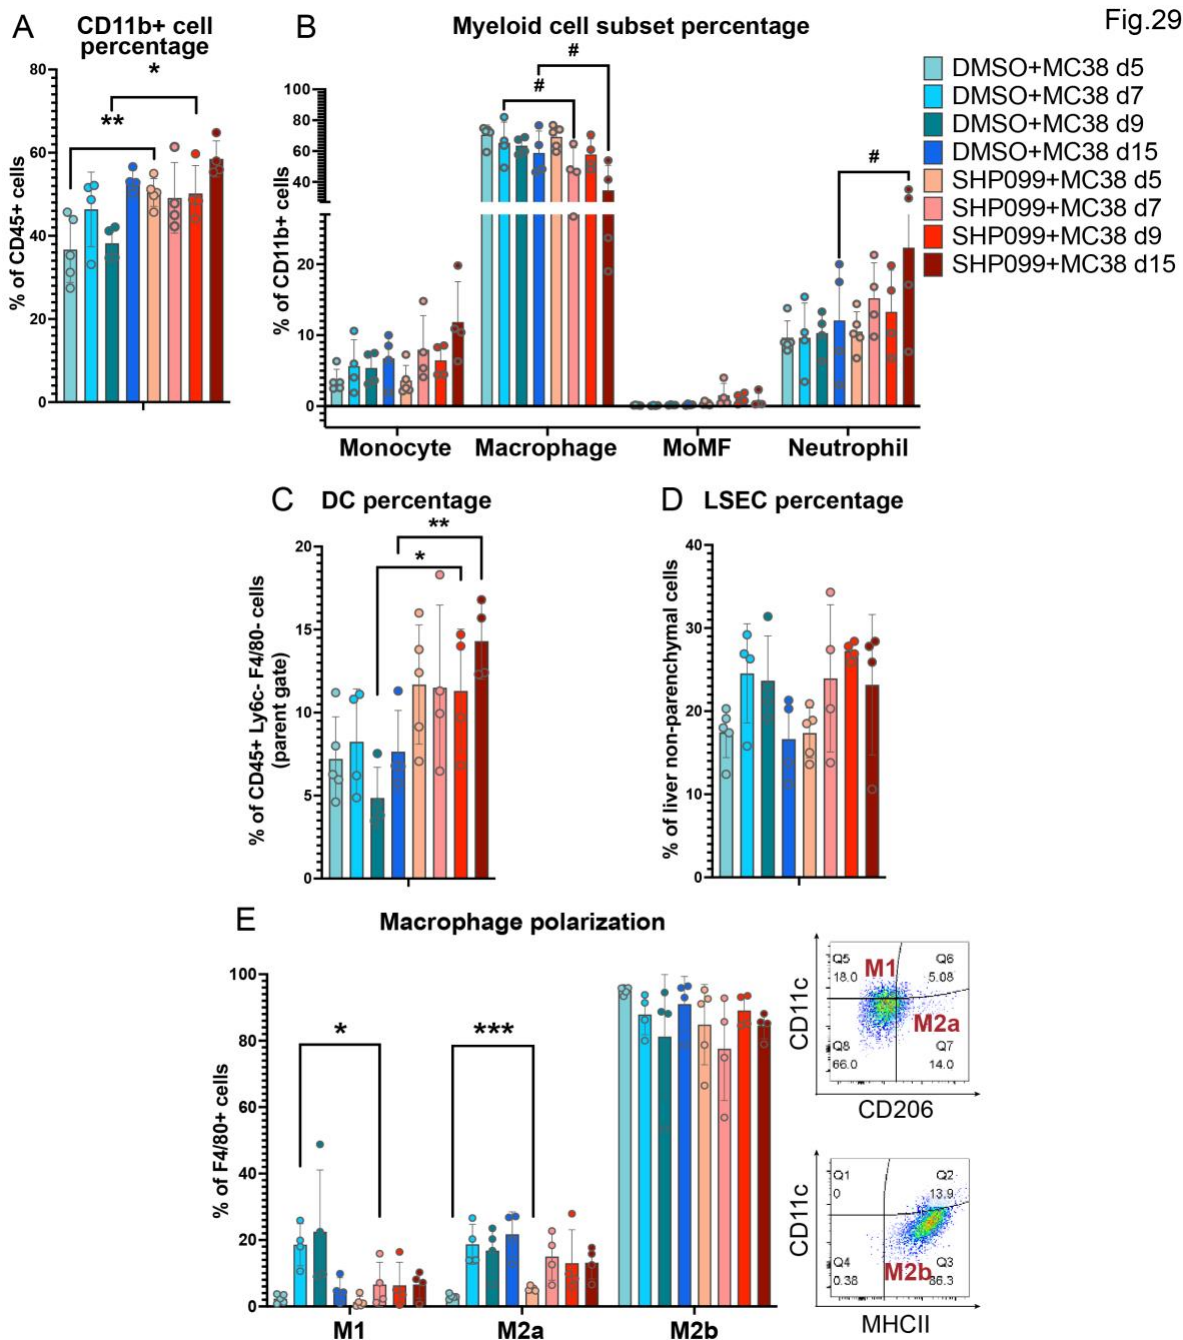 Fig.29
A
CD11b+ cell
percentage
% of CD45+ cells
80
60
40
20
0
*
**
B
Myeloid cell subset percentage
% of CD11b+ cells
100
80
60
40
20
10
0
#
#
#
Monocyte
Macrophage
MoMF
Neutrophil
DMSO+MC38 d5
DMSO+MC38 d7
DMSO+MC38 d9
DMSO+MC38 d15
SHP099+MC38 d5
SHP099+MC38 d7
SHP099+MC38 d9
SHP099+MC38 d15
C
DC percentage
% of CD45+ Ly6c- F4/80- cells
(parent gate)
20
15
10
5
0
**
*
D
LSEC percentage
% of liver non-parenchymal cells
40
30
20
10
0
E
Macrophage polarization
% of F4/80+ cells
100
80
60
40
20
0
*
***
M1
M2a
M2b
CD11c
Q5
18.0
M1
Q6
5.08
M2a
Q8
66.0
Q7
14.0
CD206
CD11c
Q1
0
Q2
13.9
Q4
0.38
M2b
Q3
86.3
MHCII